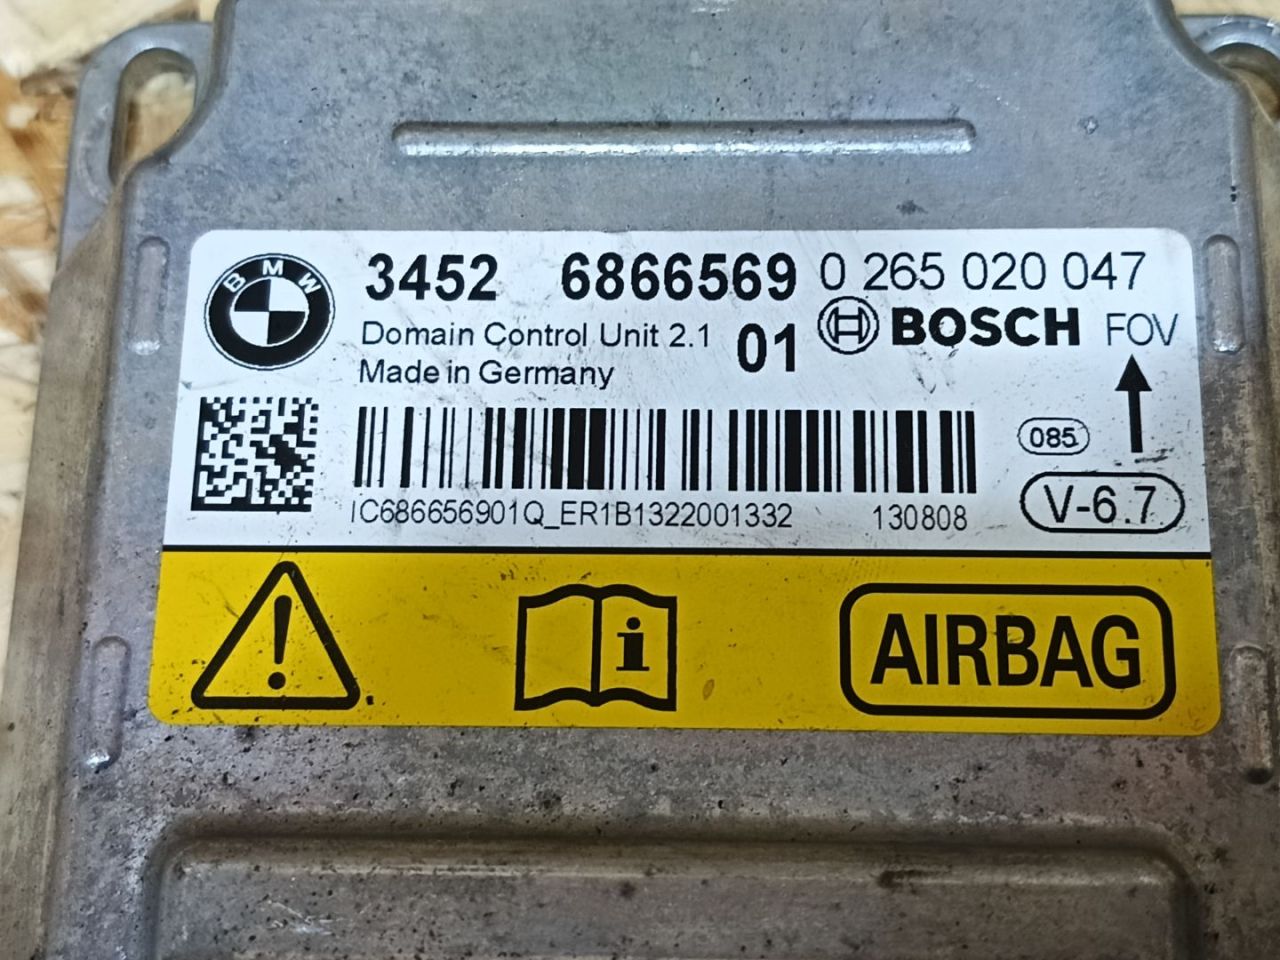 BMW
3452 6866569 0 265 020 047
Domain Control Unit 2.1 01 BOSCH FOV
Made in Germany
085
IC686656901Q_ER1B1322001332 130808 V-6.7
i AIRBAG